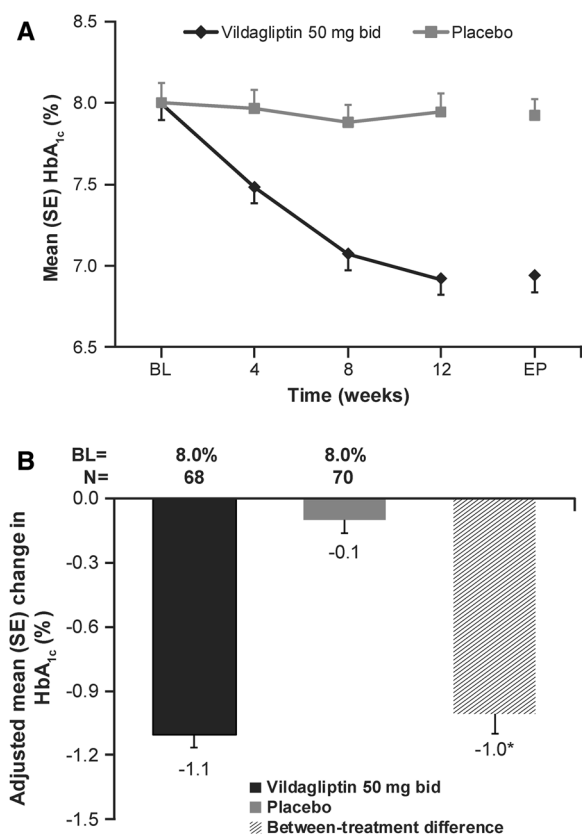 A
Vildagliptin 50 mg bid
Placebo
Mean (SE) HbA1c (%)
8.5
8.0
7.5
7.0
6.5
BL 4 8 12 EP
Time (weeks)
B
BL= 8.0% 8.0%
N= 68 70
Adjusted mean (SE) change in
HbA1c (%)
0.0
-0.3
-0.6
-0.9
-1.2
-1.5
-1.1
-0.1
-1.0*
Vildagliptin 50 mg bid
Placebo
Between-treatment difference